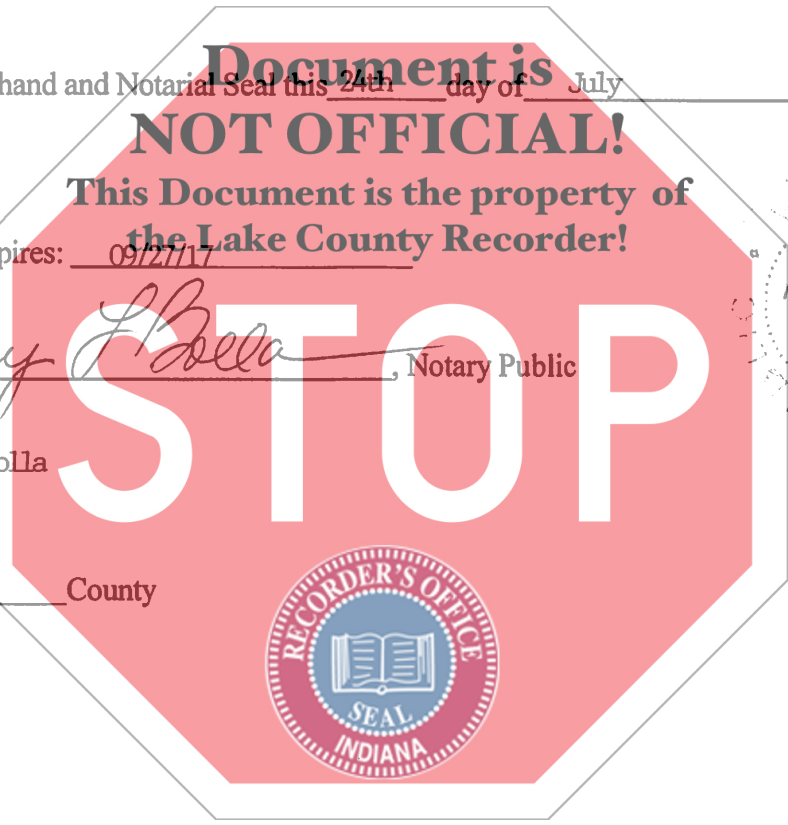 Document is
hand and Notarial Seal this 24th day of July
NOT OFFICIAL!
This Document is the property of
the Lake County Recorder!
pires: 09/27/17
y L Bolla, Notary Public
STOP
olla
County
RECORDER'S OFFICE
SEAL
INDIANA